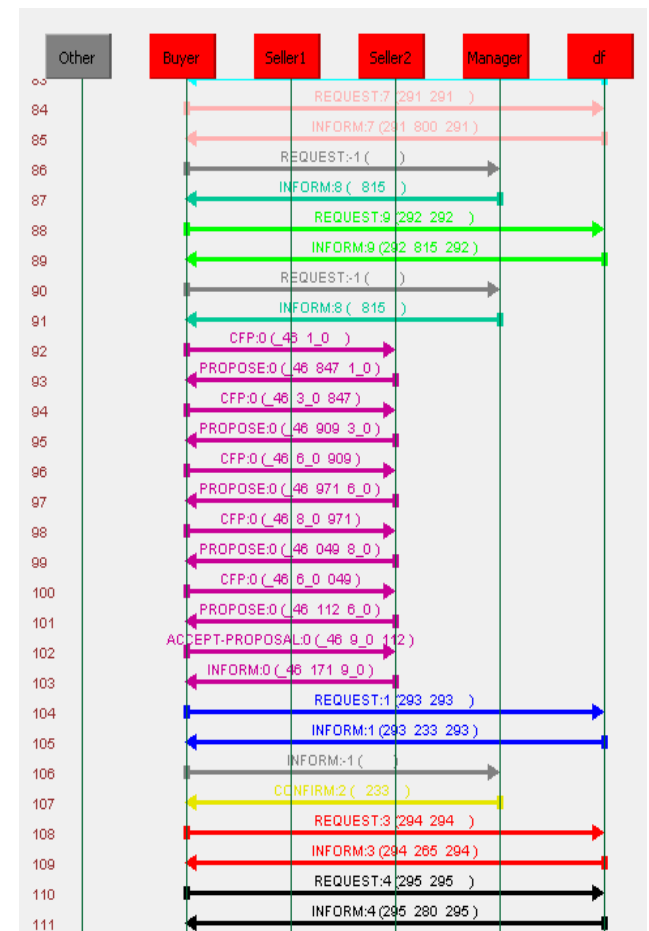 Other Buyer Seller1 Seller2 Manager df
REQUEST:7 (291 291 )
84
INFORM:7 (291 800 291 )
85
REQUEST:-1 ( )
86
INFORM:8 ( 815 )
87
REQUEST:9 (292 292 )
88
INFORM:9 (292 815 292 )
89
REQUEST:-1 ( )
90
INFORM:8 ( 815 )
91
CFP:0 (_46 1_0 )
92
PROPOSE:0 (_46 847 1_0 )
93
CFP:0 (_46 3_0 847 )
94
PROPOSE:0 (_46 909 3_0 )
95
CFP:0 (_46 6_0 909 )
96
PROPOSE:0 (_46 971 6_0 )
97
CFP:0 (_46 8_0 971 )
98
PROPOSE:0 (_46 049 8_0 )
99
CFP:0 (_46 6_0 049 )
100
PROPOSE:0 (_46 112 6_0 )
101
ACCEPT-PROPOSAL:0 (_46 9_0 112 )
102
INFORM:0 (_46 171 9_0 )
103
REQUEST:1 (293 293 )
104
INFORM:1 (293 233 293 )
105
INFORM:-1 ( )
106
CONFIRM:2 ( 233 )
107
REQUEST:3 (294 294 )
108
INFORM:3 (294 265 294 )
109
REQUEST:4 (295 295 )
110
INFORM:4 (295 280 295 )
111